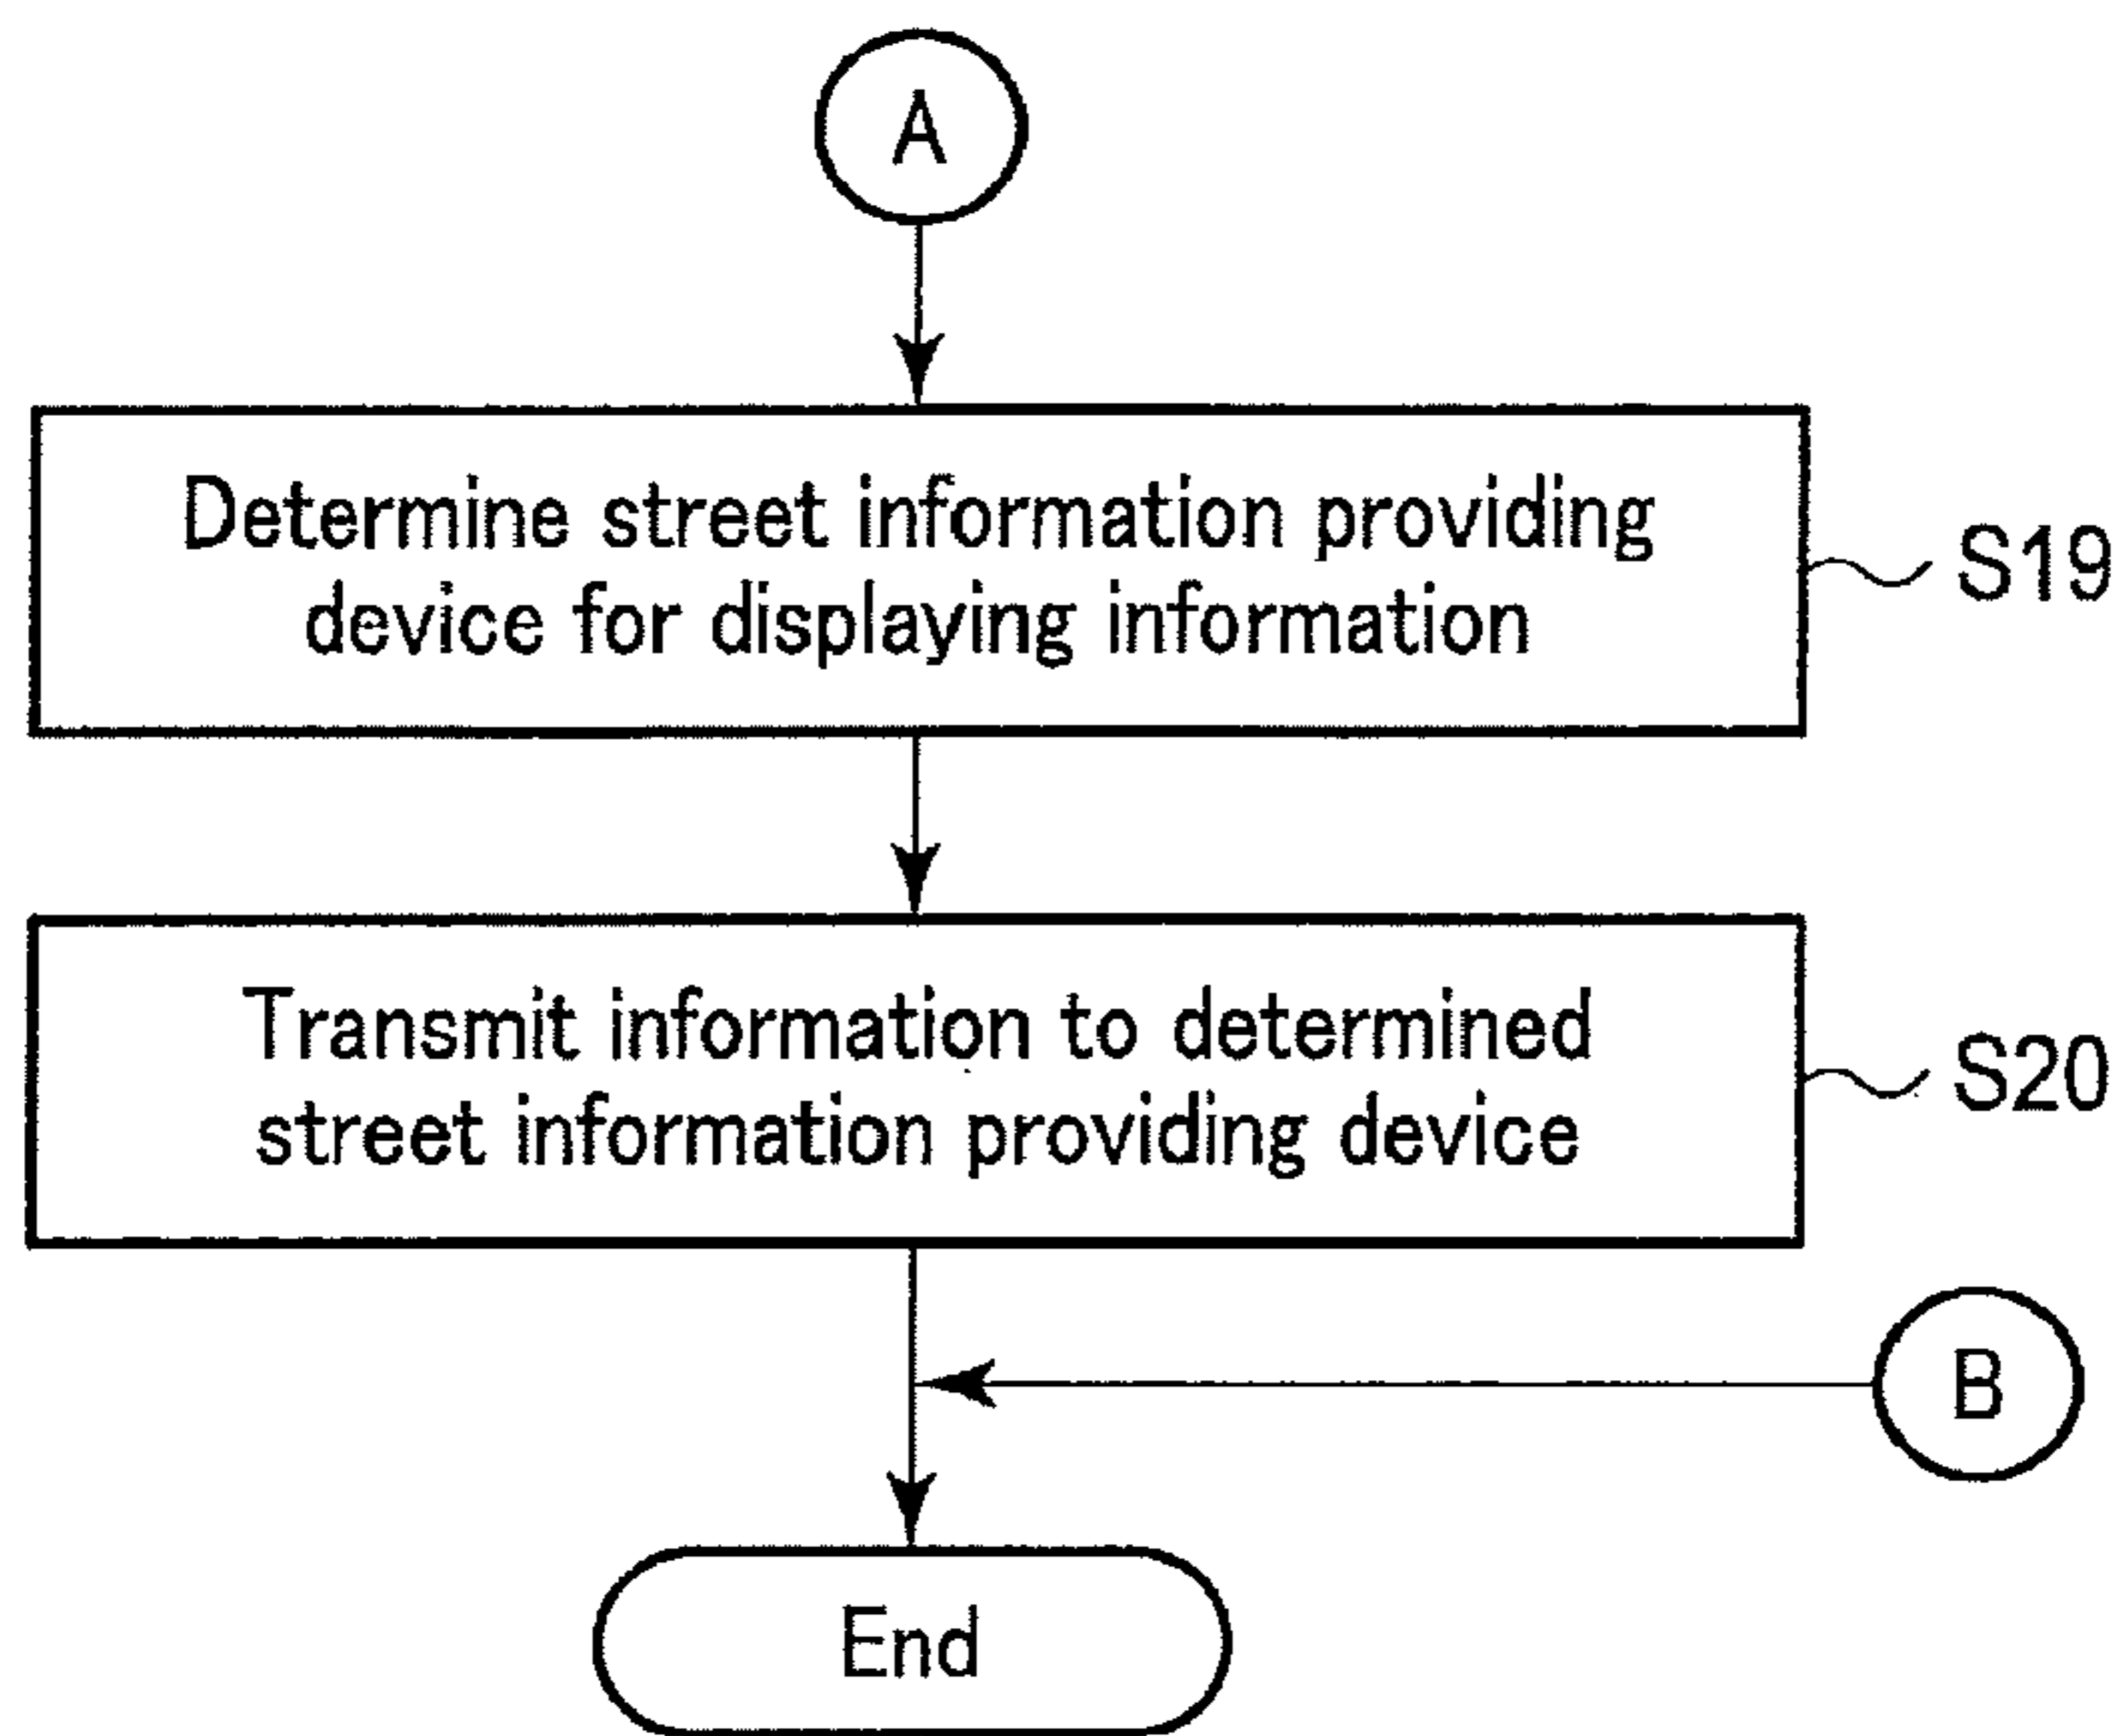 A
Determine street information providing
device for displaying information
S19
Transmit information to determined
street information providing device
S20
B
End